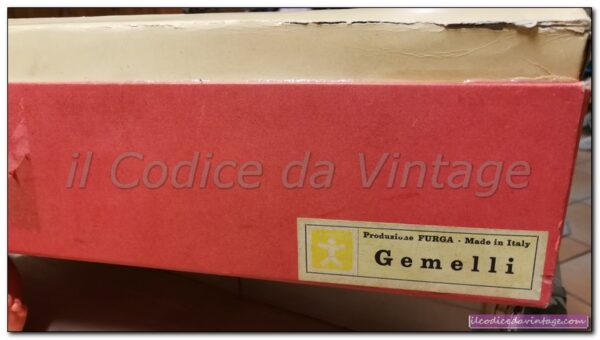 il Codice da Vintage
Produzione FURGA - Made in Italy
Gemelli
ilcodicedavintage.com